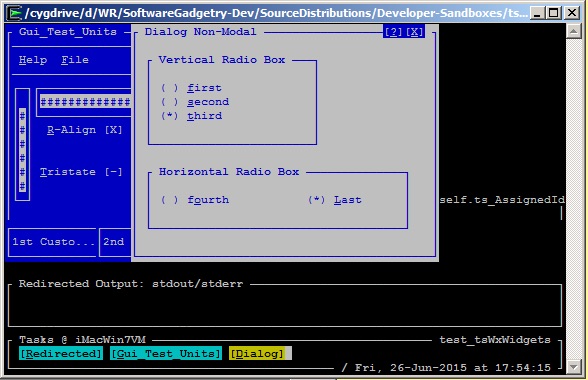 /cygdrive/d/WR/SoftwareGadgetry-Dev/SourceDistributions/Developer-Sandboxes/ts...
Gui_Test_Units
Dialog Non-Modal [?][X]
Help File
Vertical Radio Box
( ) first
#############
( ) second
(*) third
R-Align [X]
Tristate [-]
Horizontal Radio Box
( ) fourth (*) Last
self.ts_AssignedId
1st Custo... 2nd
Redirected Output: stdout/stderr
Tasks @ iMacWin7VM test_tsWxWidgets
[Redirected] [Gui_Test_Units] [Dialog]
/ Fri, 26-Jun-2015 at 17:54:15